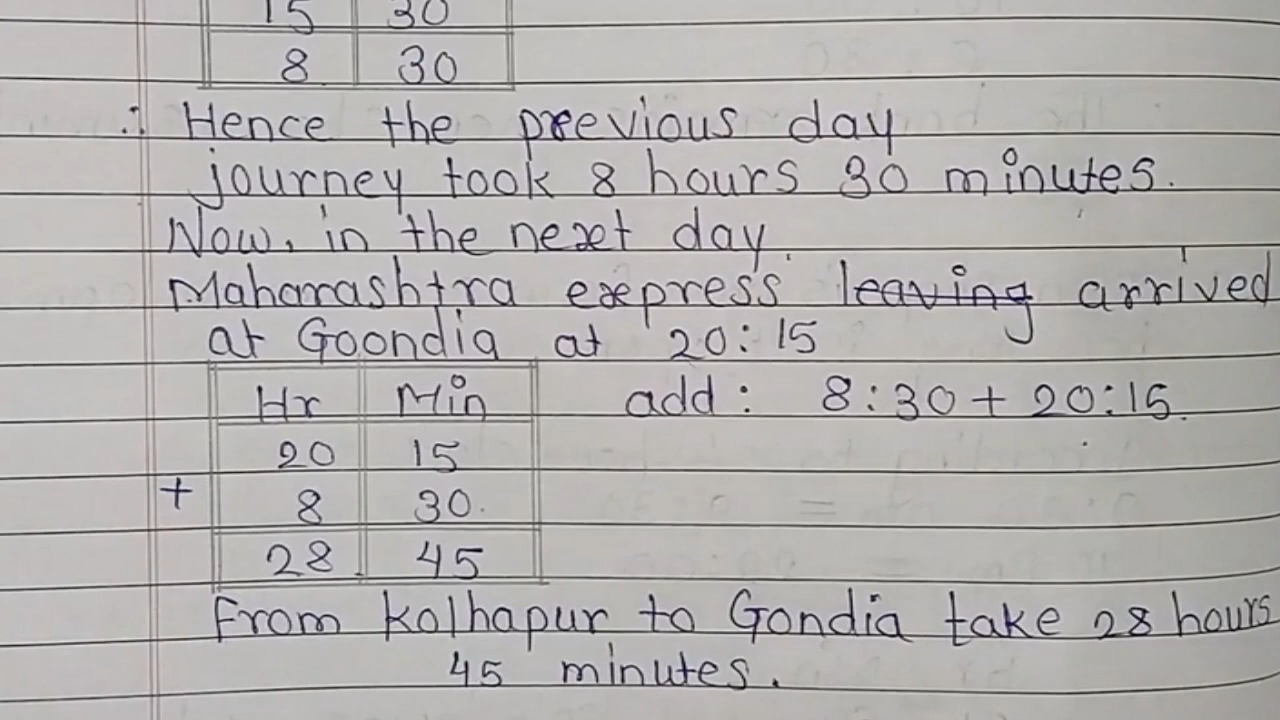 15 30
8 30
∴ Hence the previous day
journey took 8 hours 30 minutes.
Now, in the next day
Maharashtra express leaving arrived
at Goondia at 20:15
Hr Min add: 8:30 + 20:15
20 15
+ 8 30
28 45
From Kolhapur to Gondia take 28 hours
45 minutes.